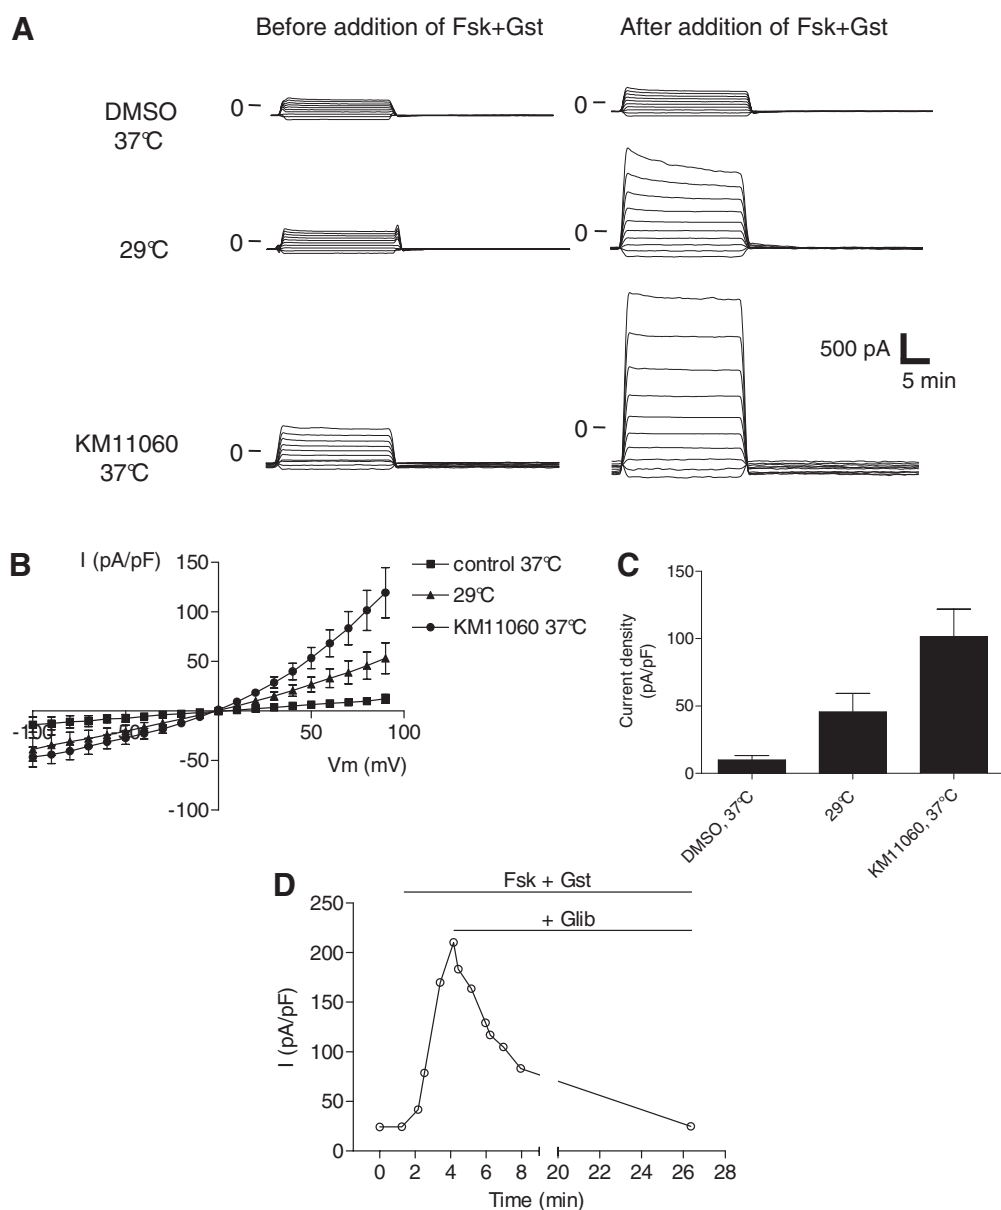 A
Before addition of Fsk+Gst
After addition of Fsk+Gst
DMSO
37°C
0
0
29°C
0
0
500 pA
5 min
KM11060
37°C
0
0
B
I (pA/pF)
150
100
50
-50
-100
-100
-50
50
100
Vm (mV)
control 37°C
29°C
KM11060 37°C
C
Current density
(pA/pF)
150
100
50
0
DMSO, 37°C
29°C
KM11060, 37°C
D
Fsk + Gst
+ Glib
I (pA/pF)
250
200
150
100
50
0
0 2 4 6 8 20 22 24 26 28
Time (min)